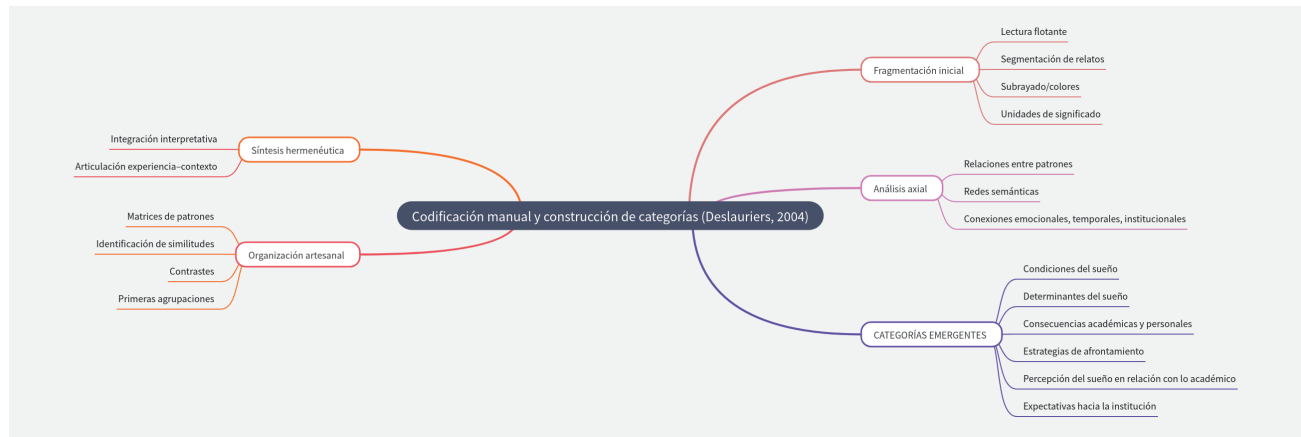 Codificación manual y construcción de categorías (Deslauriers, 2004)
Fragmentación inicial
Lectura flotante
Segmentación de relatos
Subrayado/colores
Unidades de significado
Análisis axial
Relaciones entre patrones
Redes semánticas
Conexiones emocionales, temporales, institucionales
CATEGORÍAS EMERGENTES
Condiciones del sueño
Determinantes del sueño
Consecuencias académicas y personales
Estrategias de afrontamiento
Percepción del sueño en relación con lo académico
Expectativas hacia la institución
Síntesis hermenéutica
Integración interpretativa
Articulación experiencia–contexto
Organización artesanal
Matrices de patrones
Identificación de similitudes
Contrastes
Primeras agrupaciones